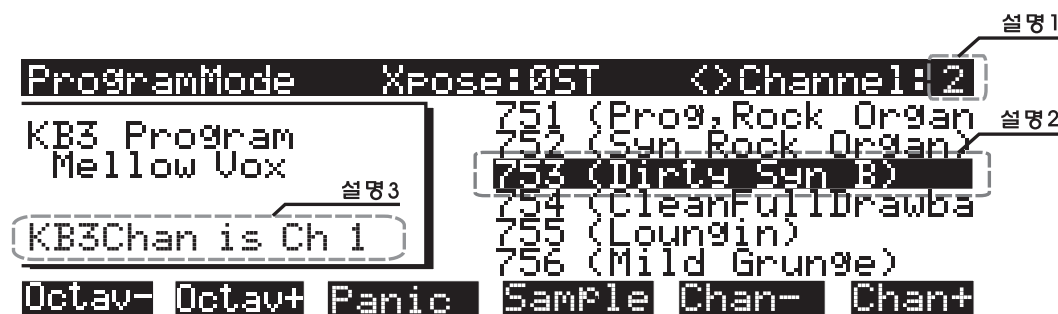 설명1
ProgramMode Xpose:0ST <>Channel:2
751 (Prog,Rock Organ
설명2
KB3 Program
752 (Syn Rock Organ)
Mellow Vox
753 (Dirty Syn B)
설명3
754 (CleanFullDrawba
KB3Chan is Ch 1
755 (Loungin)
756 (Mild Grunge)
Octav- Octav+ Panic Sample Chan- Chan+